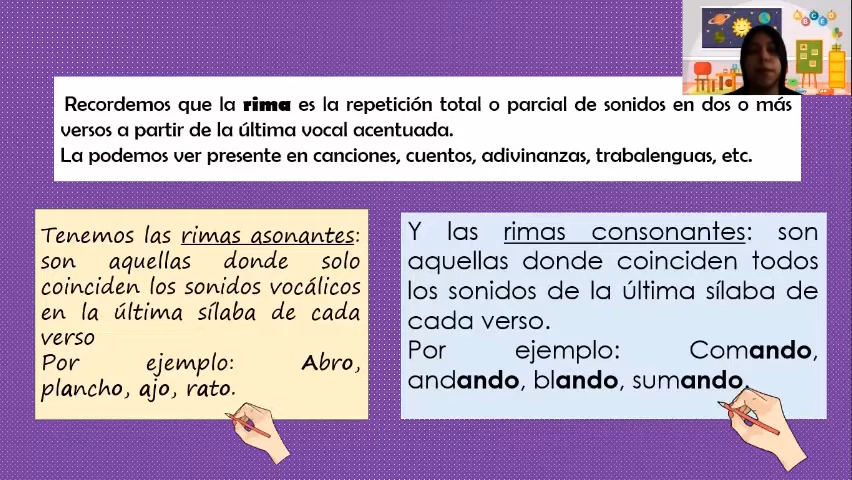 Recordemos que la rima es la repetición total o parcial de sonidos en dos o más
versos a partir de la última vocal acentuada.
La podemos ver presente en canciones, cuentos, adivinanzas, trabalenguas, etc.
Tenemos las rimas asonantes:
son aquellas donde solo
coinciden los sonidos vocálicos
en la última sílaba de cada
verso
Por ejemplo: Abro,
plancho, ajo, rato.
Y las rimas consonantes: son
aquellas donde coinciden todos
los sonidos de la última sílaba de
cada verso.
Por ejemplo: Comando,
andando, blando, sumando.